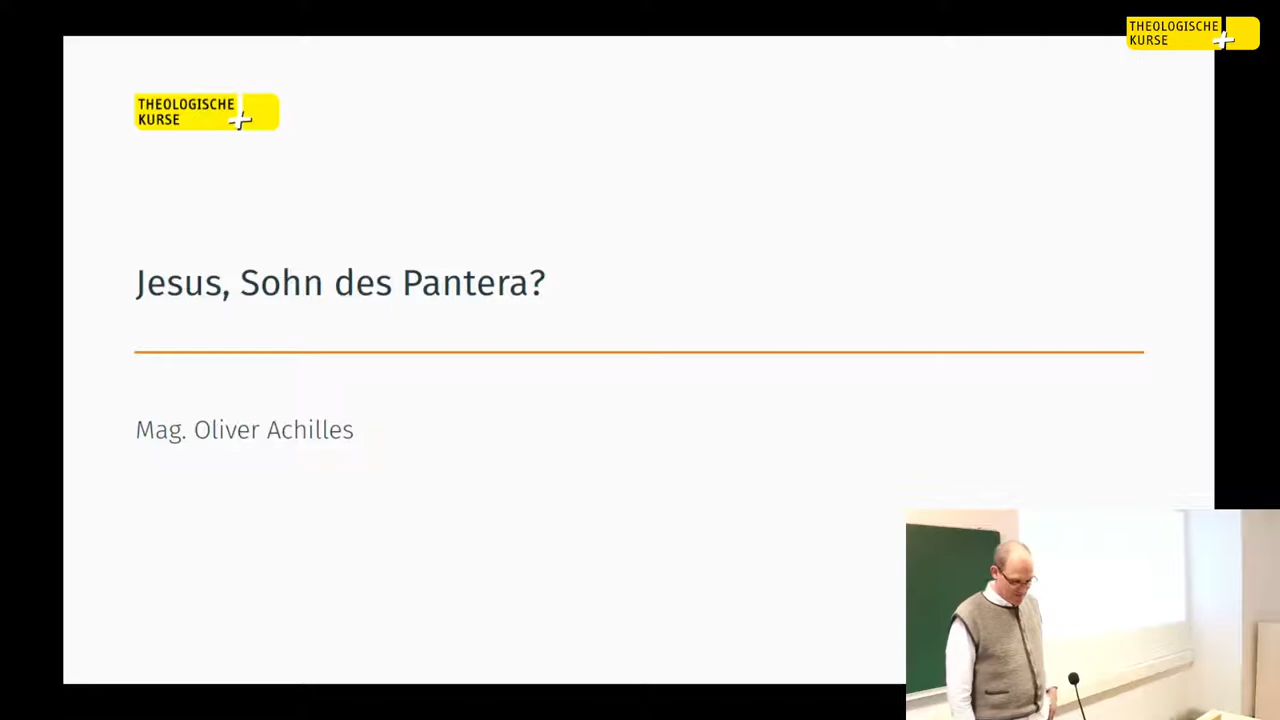 THEOLOGISCHE
KURSE
THEOLOGISCHE
KURSE
Jesus, Sohn des Pantera?
Mag. Oliver Achilles